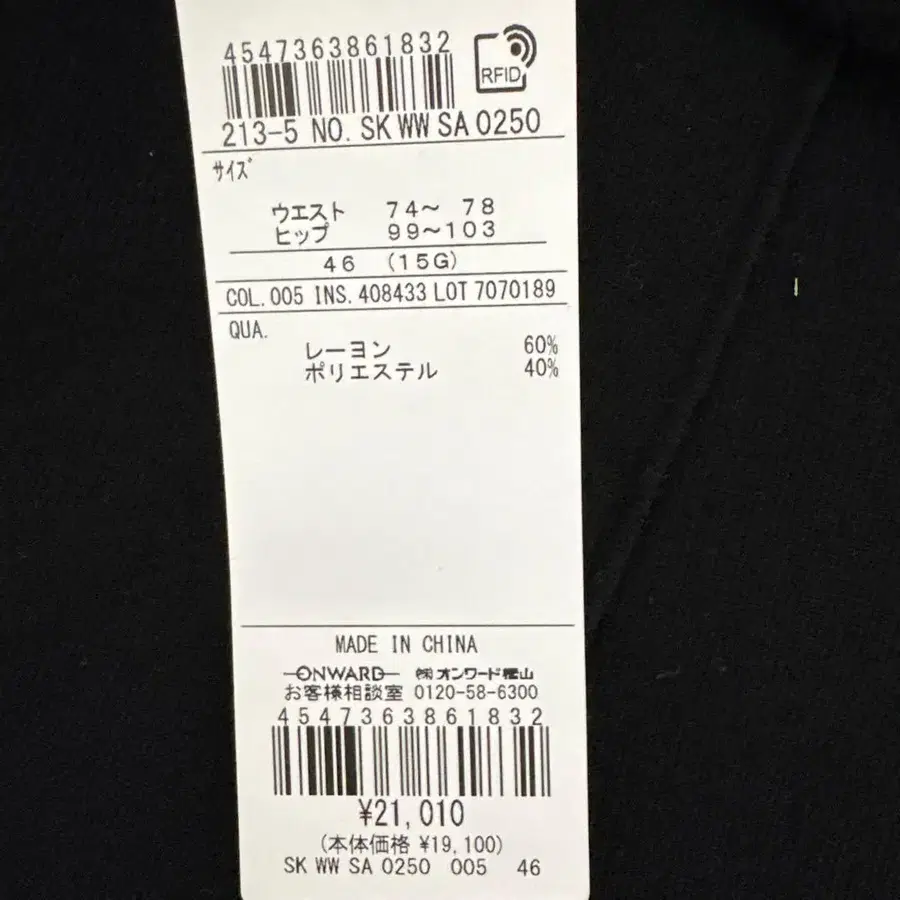 4547363861832
RFID
213-5 NO. SK WW SA 0250
ｻｲｽﾞ
ウエスト 74～ 78
ヒップ 99～103
46 (15G)
COL. 005 INS. 408433 LOT 7070189
QUA.
レーヨン 60%
ポリエステル 40%
MADE IN CHINA
ONWARD ㈱オンワード樫山
お客様相談室 0120-58-6300
4547363861832
¥21,010
(本体価格 ¥19,100)
SK WW SA 0250 005 46